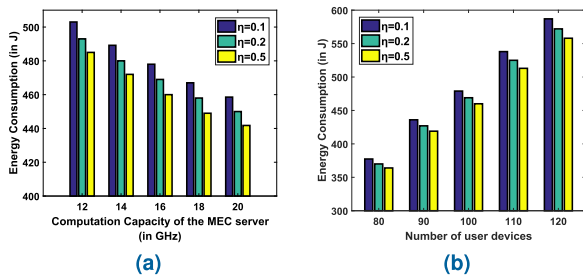 Energy Consumption (in J)
500
480
460
440
420
400
η=0.1
η=0.2
η=0.5
12 14 16 18 20
Computation Capacity of the MEC server
(in GHz)
(a)
Energy Consumption (in J)
600
550
500
450
400
350
300
η=0.1
η=0.2
η=0.5
80 90 100 110 120
Number of user devices
(b)